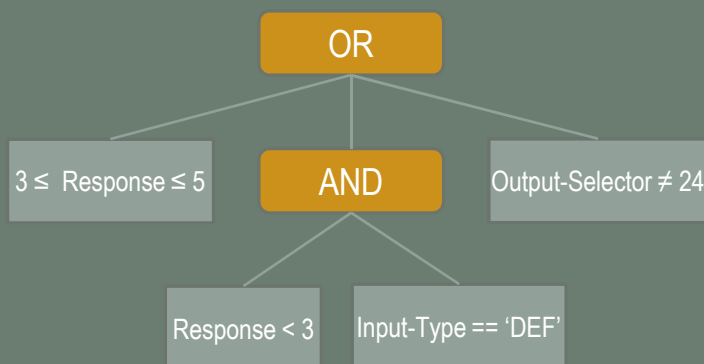 OR
3 ≤ Response ≤ 5
AND
Output-Selector ≠ 24
Response < 3
Input-Type == ‘DEF’